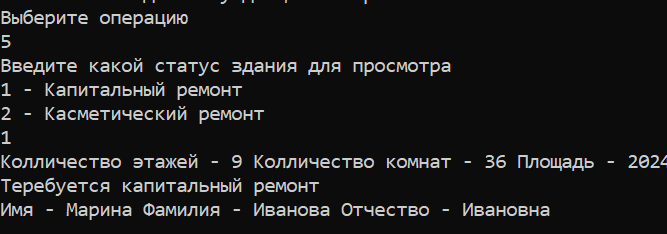 Выберите операцию
5
Введите какой статус здания для просмотра
1 - Капитальный ремонт
2 - Касметический ремонт
1
Колличество этажей - 9 Колличество комнат - 36 Площадь - 2024
Теребуется капитальный ремонт
Имя - Марина Фамилия - Иванова Отчество - Ивановна